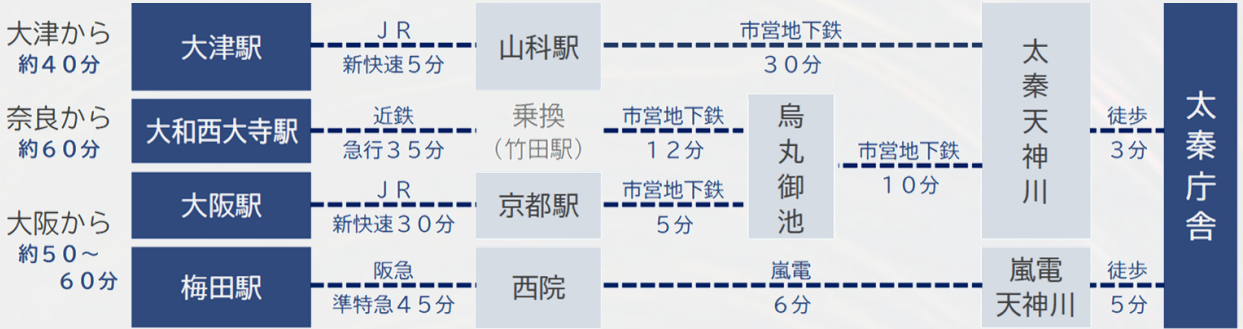 大津から
約４０分
大津駅
ＪＲ
新快速５分
山科駅
市営地下鉄
３０分
太秦天神川
徒歩
３分
太秦庁舎
奈良から
約６０分
大和西大寺駅
近鉄
急行３５分
乗換
（竹田駅）
市営地下鉄
１２分
烏丸御池
市営地下鉄
１０分
大阪から
約５０～
６０分
大阪駅
ＪＲ
新快速３０分
京都駅
市営地下鉄
５分
梅田駅
阪急
準特急４５分
西院
嵐電
６分
嵐電
天神川
徒歩
５分